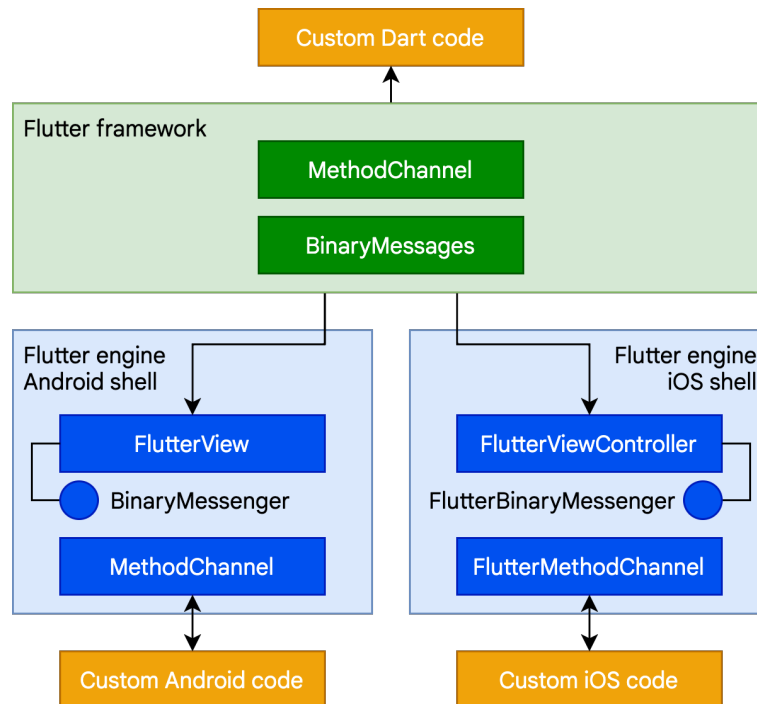 Custom Dart code
Flutter framework
MethodChannel
BinaryMessages
Flutter engine
Android shell
FlutterView
BinaryMessenger
MethodChannel
Custom Android code
Flutter engine
iOS shell
FlutterViewController
FlutterBinaryMessenger
FlutterMethodChannel
Custom iOS code